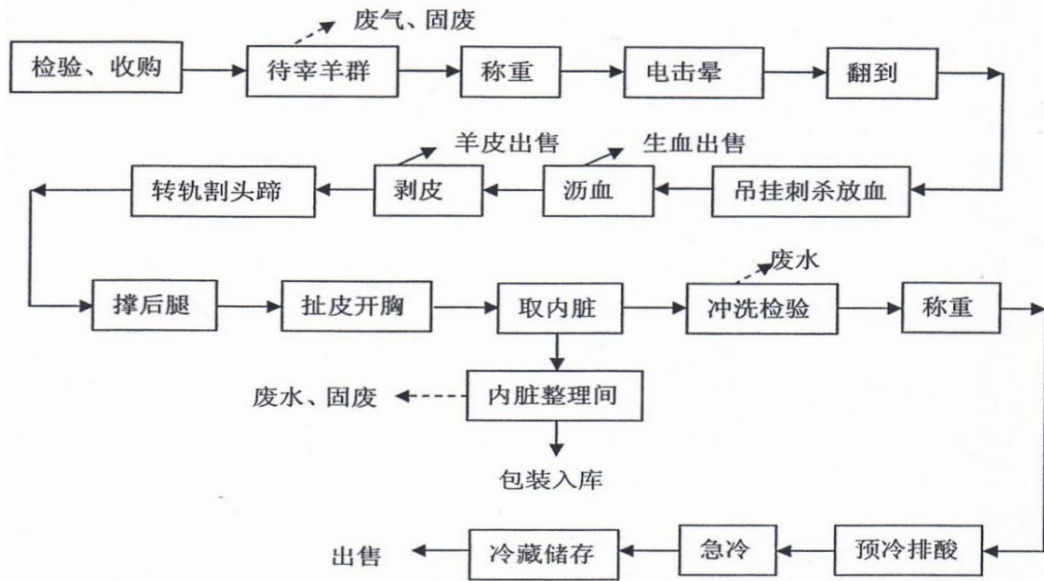 废气、固废
检验、收购 待宰羊群 称重 电击晕 翻到
羊皮出售 生血出售
转轨割头蹄 剥皮 沥血 吊挂刺杀放血
废水
撑后腿 扯皮开胸 取内脏 冲洗检验 称重
废水、固废 内脏整理间
包装入库
出售 冷藏储存 急冷 预冷排酸